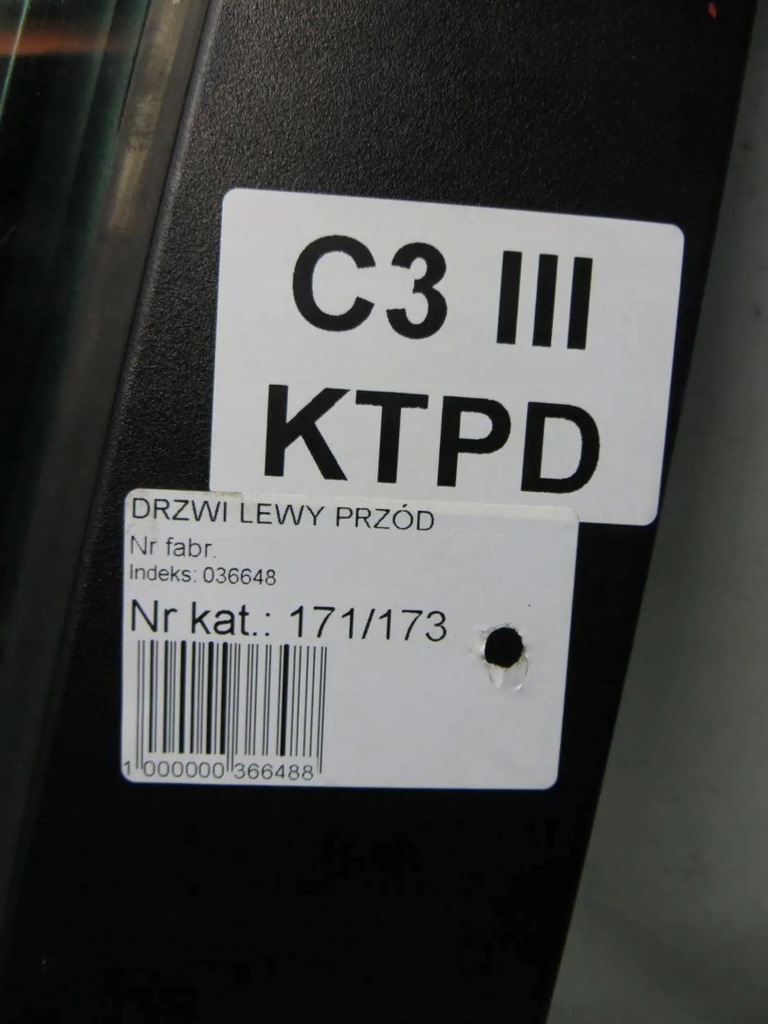 C3 III
KTPD
DRZWI LEWY PRZÓD
Nr fabr.
Indeks: 036648
Nr kat.: 171/173
1 000000 366488